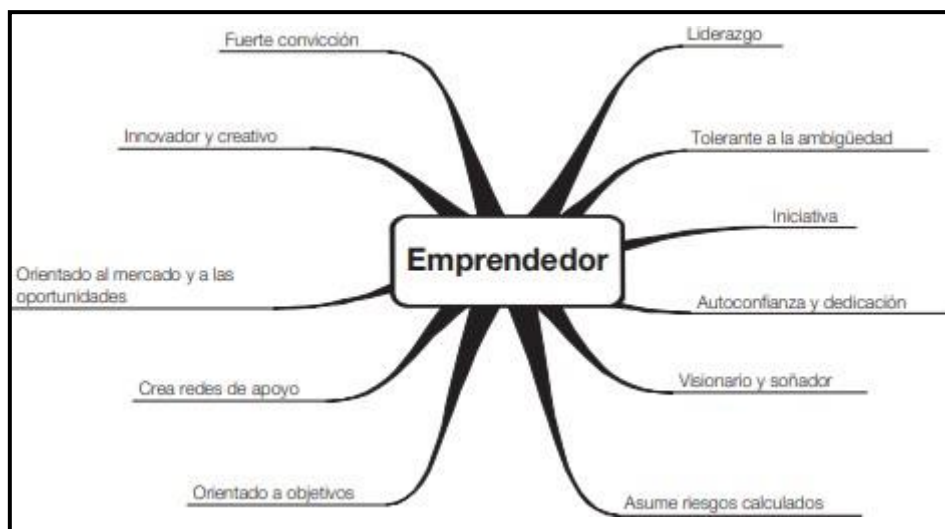 Fuerte convicción
Liderazgo
Innovador y creativo
Tolerante a la ambigüedad
Iniciativa
Emprendedor
Orientado al mercado y a las
oportunidades
Autoconfianza y dedicación
Crea redes de apoyo
Visionario y soñador
Orientado a objetivos
Asume riesgos calculados